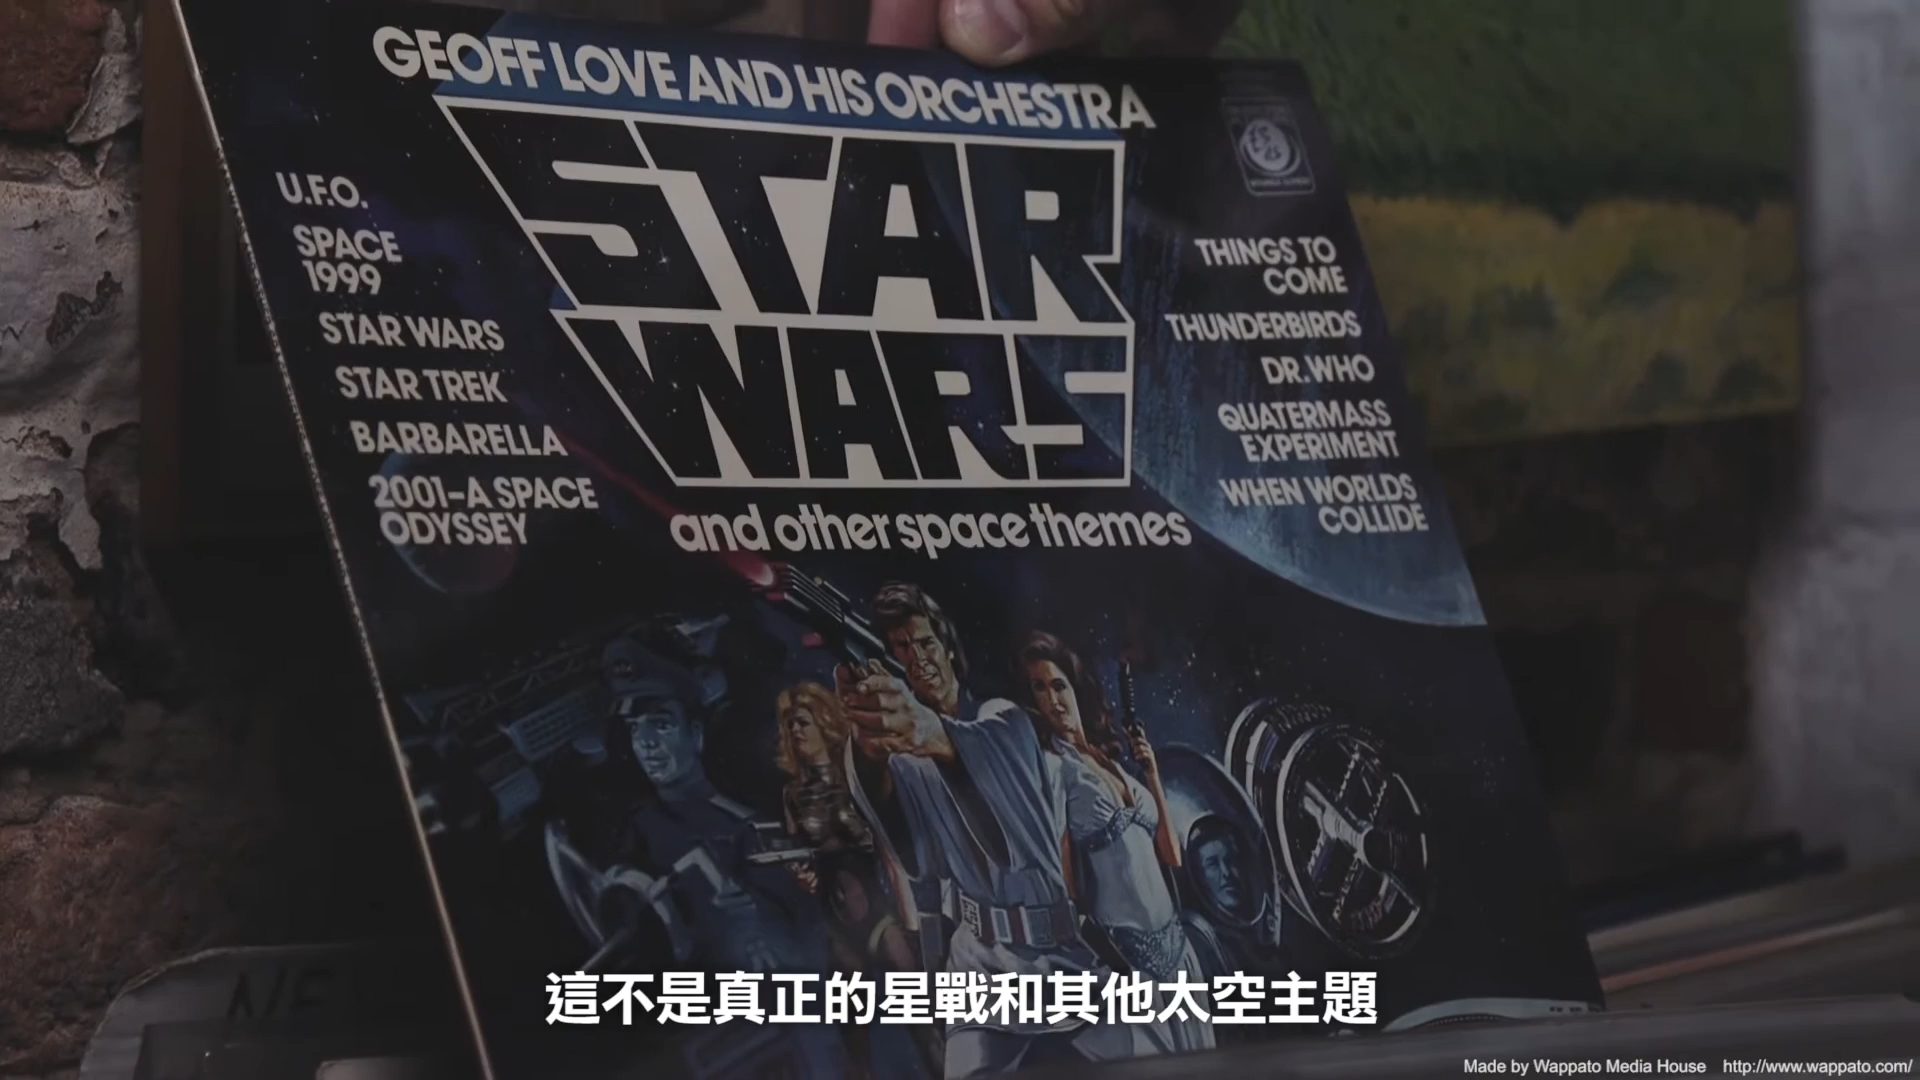 GEOFF LOVE AND HIS ORCHESTRA
STAR
WARS
and other space themes
U.F.O.
SPACE
1999
STAR WARS
STAR TREK
BARBARELLA
2001-A SPACE
ODYSSEY
THINGS TO
COME
THUNDERBIRDS
DR. WHO
QUATERMASS
EXPERIMENT
WHEN WORLDS
COLLIDE
這不是真正的星戰和其他太空主題
Made by Wappato Media House http://www.wappato.com/